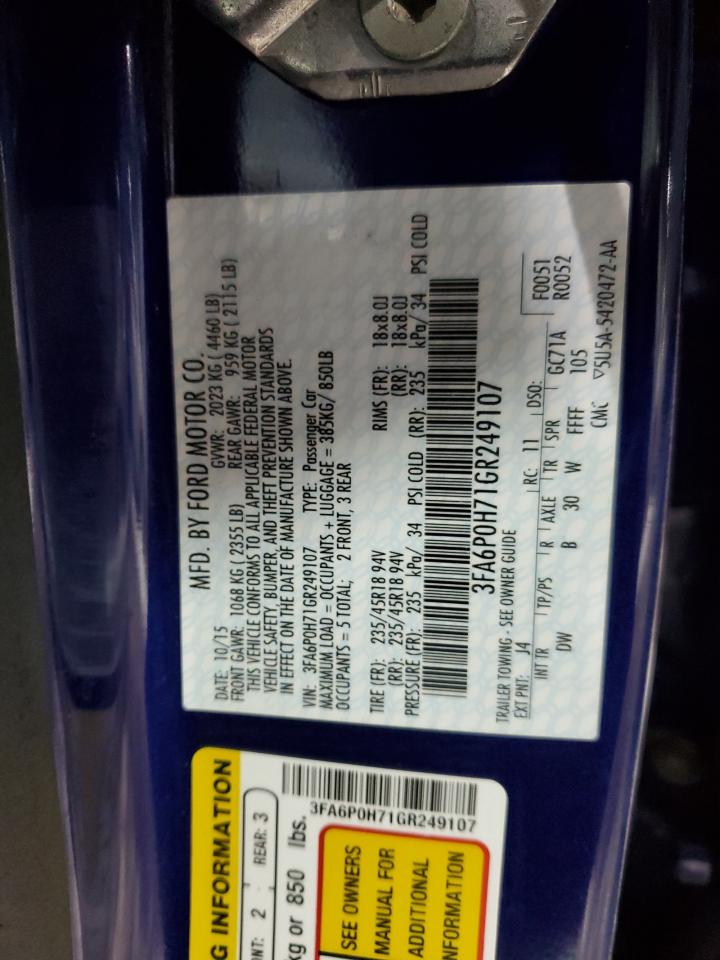 MFD. BY FORD MOTOR CO.
DATE: 10/15 GVWR: 2023 KG ( 4460 LB)
FRONT GAWR: 1068 KG ( 2355 LB) REAR GAWR: 959 KG ( 2115 LB)
THIS VEHICLE CONFORMS TO ALL APPLICABLE FEDERAL MOTOR
VEHICLE SAFETY, BUMPER, AND THEFT PREVENTION STANDARDS
IN EFFECT ON THE DATE OF MANUFACTURE SHOWN ABOVE.
VIN: 3FA6P0H71GR249107 TYPE: Passenger Car
MAXIMUM LOAD = OCCUPANTS + LUGGAGE = 385KG/ 850LB
OCCUPANTS = 5 TOTAL; 2 FRONT, 3 REAR
TIRE (FR): 235/45R18 94V RIMS (FR): 18x8.0J
(RR): 235/45R18 94V (RR): 18x8.0J
PRESSURE (FR): 235 kPa/ 34 PSI COLD (RR): 235 kPa/ 34 PSI COLD
3FA6P0H71GR249107
TRAILER TOWING - SEE OWNER GUIDE
EXT PNT: J4 RC: 11 DSO: F0051
INT TR TP/PS R AXLE TR SPR GC71A R0052
DW B 30 W FFFF 105
CMC ▽5U5A-5420472-AA
G INFORMATION
NT: 2 REAR: 3
kg or 850 lbs.
3FA6P0H71GR249107
SEE OWNERS
MANUAL FOR
ADDITIONAL
NFORMATION